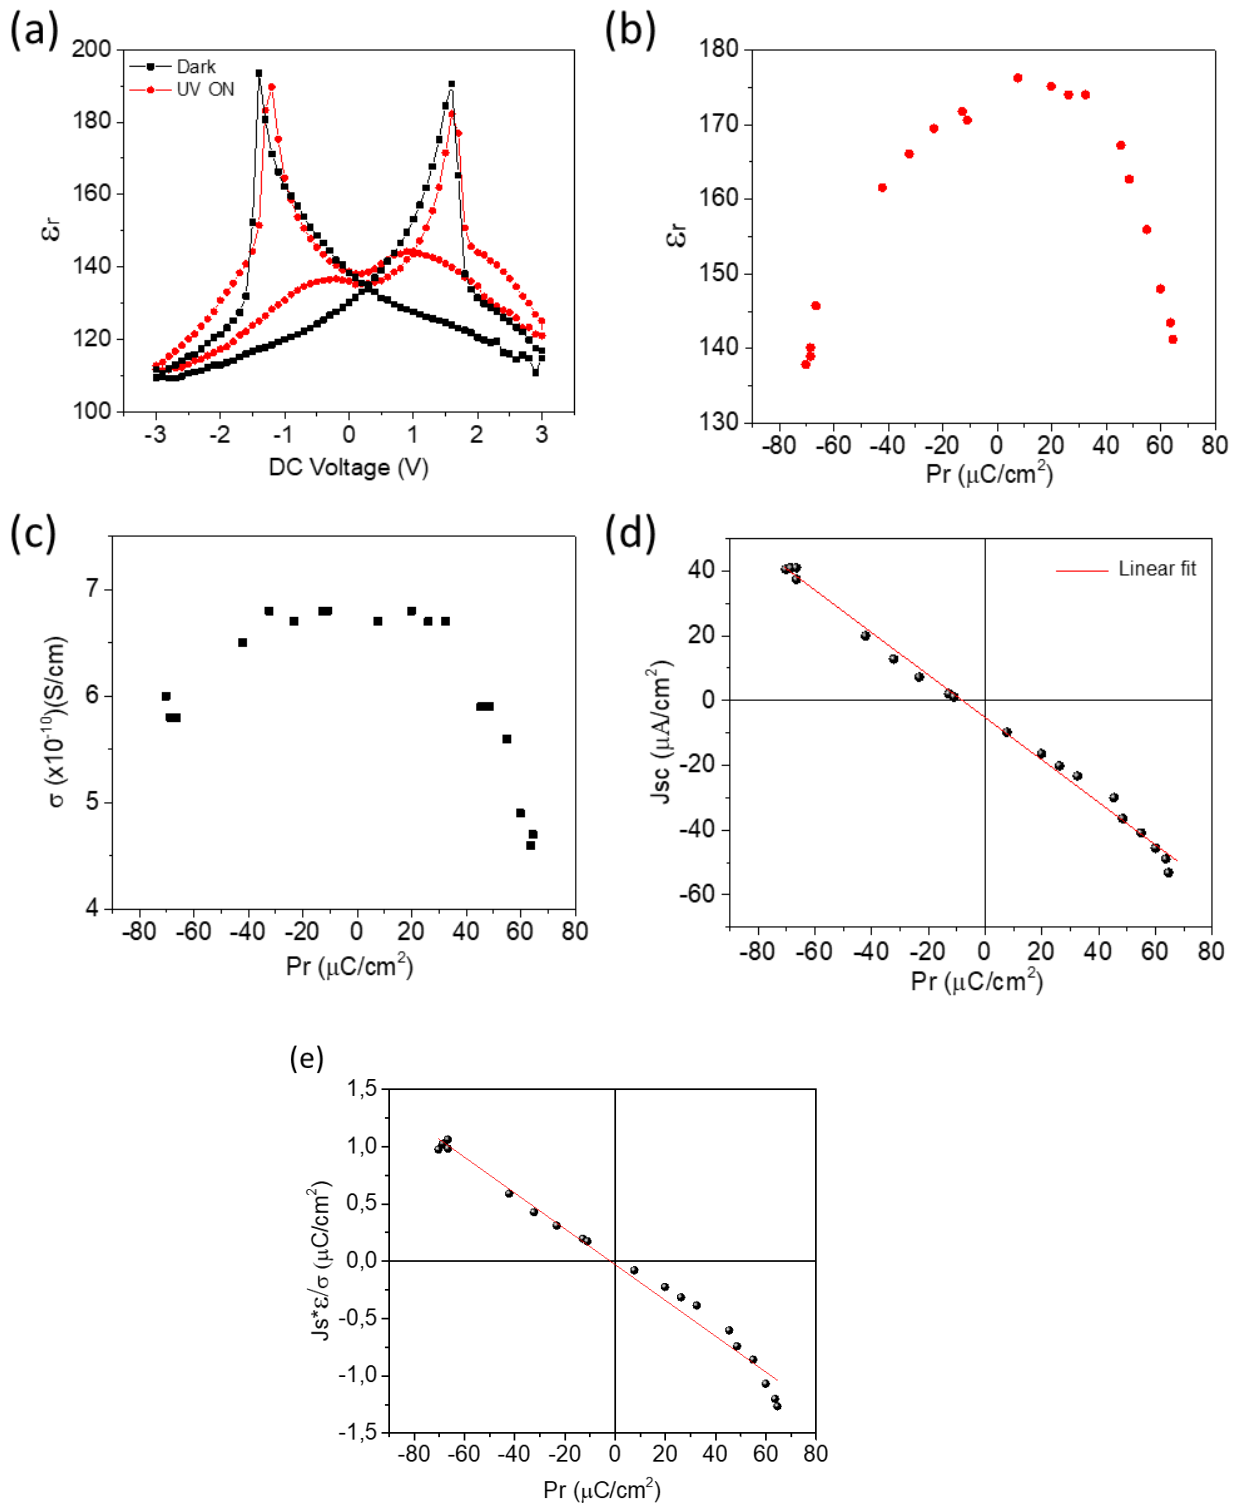 (a)
200
180
160
140
120
100
εr
Dark
UV ON
-3 -2 -1 0 1 2 3
DC Voltage (V)
(b)
180
170
160
150
140
130
εr
-80 -60 -40 -20 0 20 40 60 80
Pr (μC/cm²)
(c)
7
6
5
4
σ (x10⁻¹⁰)(S/cm)
-80 -60 -40 -20 0 20 40 60 80
Pr (μC/cm²)
(d)
40
20
0
-20
-40
-60
Jsc (μA/cm²)
Linear fit
-80 -60 -40 -20 0 20 40 60 80
Pr (μC/cm²)
(e)
1,5
1,0
0,5
0,0
-0,5
-1,0
-1,5
Js*ε/σ (μC/cm²)
-80 -60 -40 -20 0 20 40 60 80
Pr (μC/cm²)